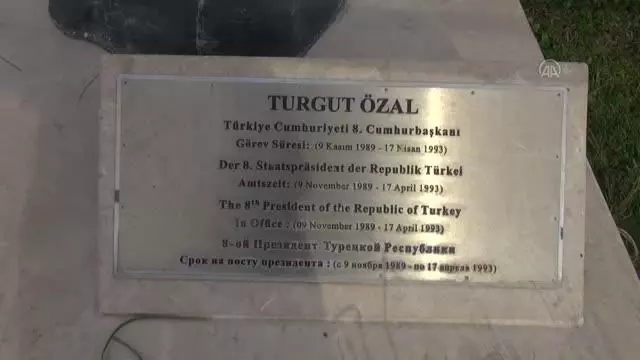 TURGUT ÖZAL
Türkiye Cumhuriyeti 8. Cumhurbaşkanı
Görev Süresi: (9 Kasım 1989 - 17 Nisan 1993)
Der 8. Staatspräsident der Republik Türkei
Amtszeit: (9 November 1989 - 17 April 1993)
The 8th President of the Republic of Turkey
In Office : (09 November 1989 - 17 April 1993)
8-ой Президент Турецкой Республики
Срок на посту президента : (с 9 ноября 1989 - по 17 апреля 1993)
AA